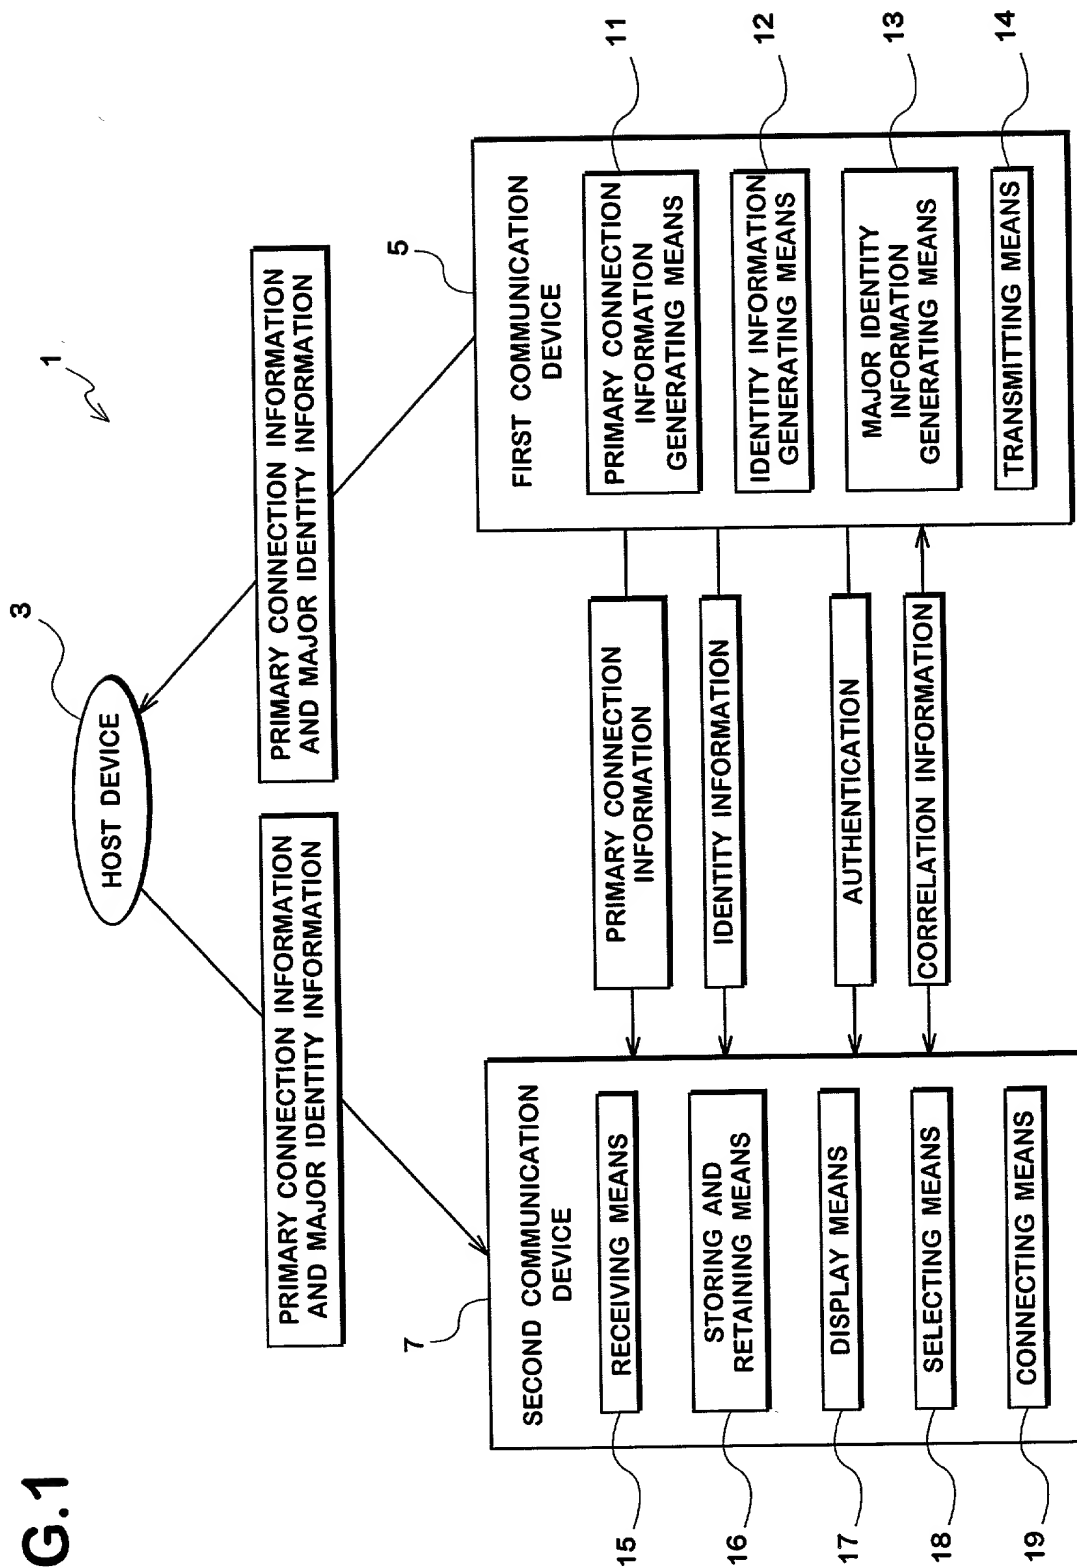 G.1
1
3
HOST DEVICE
PRIMARY CONNECTION INFORMATION
AND MAJOR IDENTITY INFORMATION
PRIMARY CONNECTION INFORMATION
AND MAJOR IDENTITY INFORMATION
7
SECOND COMMUNICATION
DEVICE
RECEIVING MEANS
STORING AND
RETAINING MEANS
DISPLAY MEANS
SELECTING MEANS
CONNECTING MEANS
15
16
17
18
19
PRIMARY CONNECTION
INFORMATION
IDENTITY INFORMATION
AUTHENTICATION
CORRELATION INFORMATION
5
FIRST COMMUNICATION
DEVICE
PRIMARY CONNECTION
INFORMATION
GENERATING MEANS
IDENTITY INFORMATION
GENERATING MEANS
MAJOR IDENTITY
INFORMATION
GENERATING MEANS
TRANSMITTING MEANS
11
12
13
14